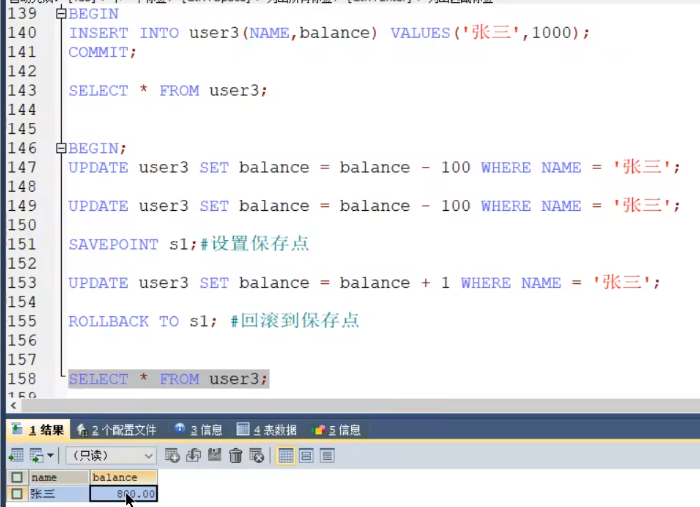 139 BEGIN
140 INSERT INTO user3(NAME,balance) VALUES('张三',1000);
141 COMMIT;
142
143 SELECT * FROM user3;
144
145
146 BEGIN;
147 UPDATE user3 SET balance = balance - 100 WHERE NAME = '张三';
148
149 UPDATE user3 SET balance = balance - 100 WHERE NAME = '张三';
150
151 SAVEPOINT s1;#设置保存点
152
153 UPDATE user3 SET balance = balance + 1 WHERE NAME = '张三';
154
155 ROLLBACK TO s1; #回滚到保存点
156
157
158 SELECT * FROM user3;
159
1 结果 2 个配置文件 3 信息 4 表数据 5 信息
(只读)
name balance
张三 800.00